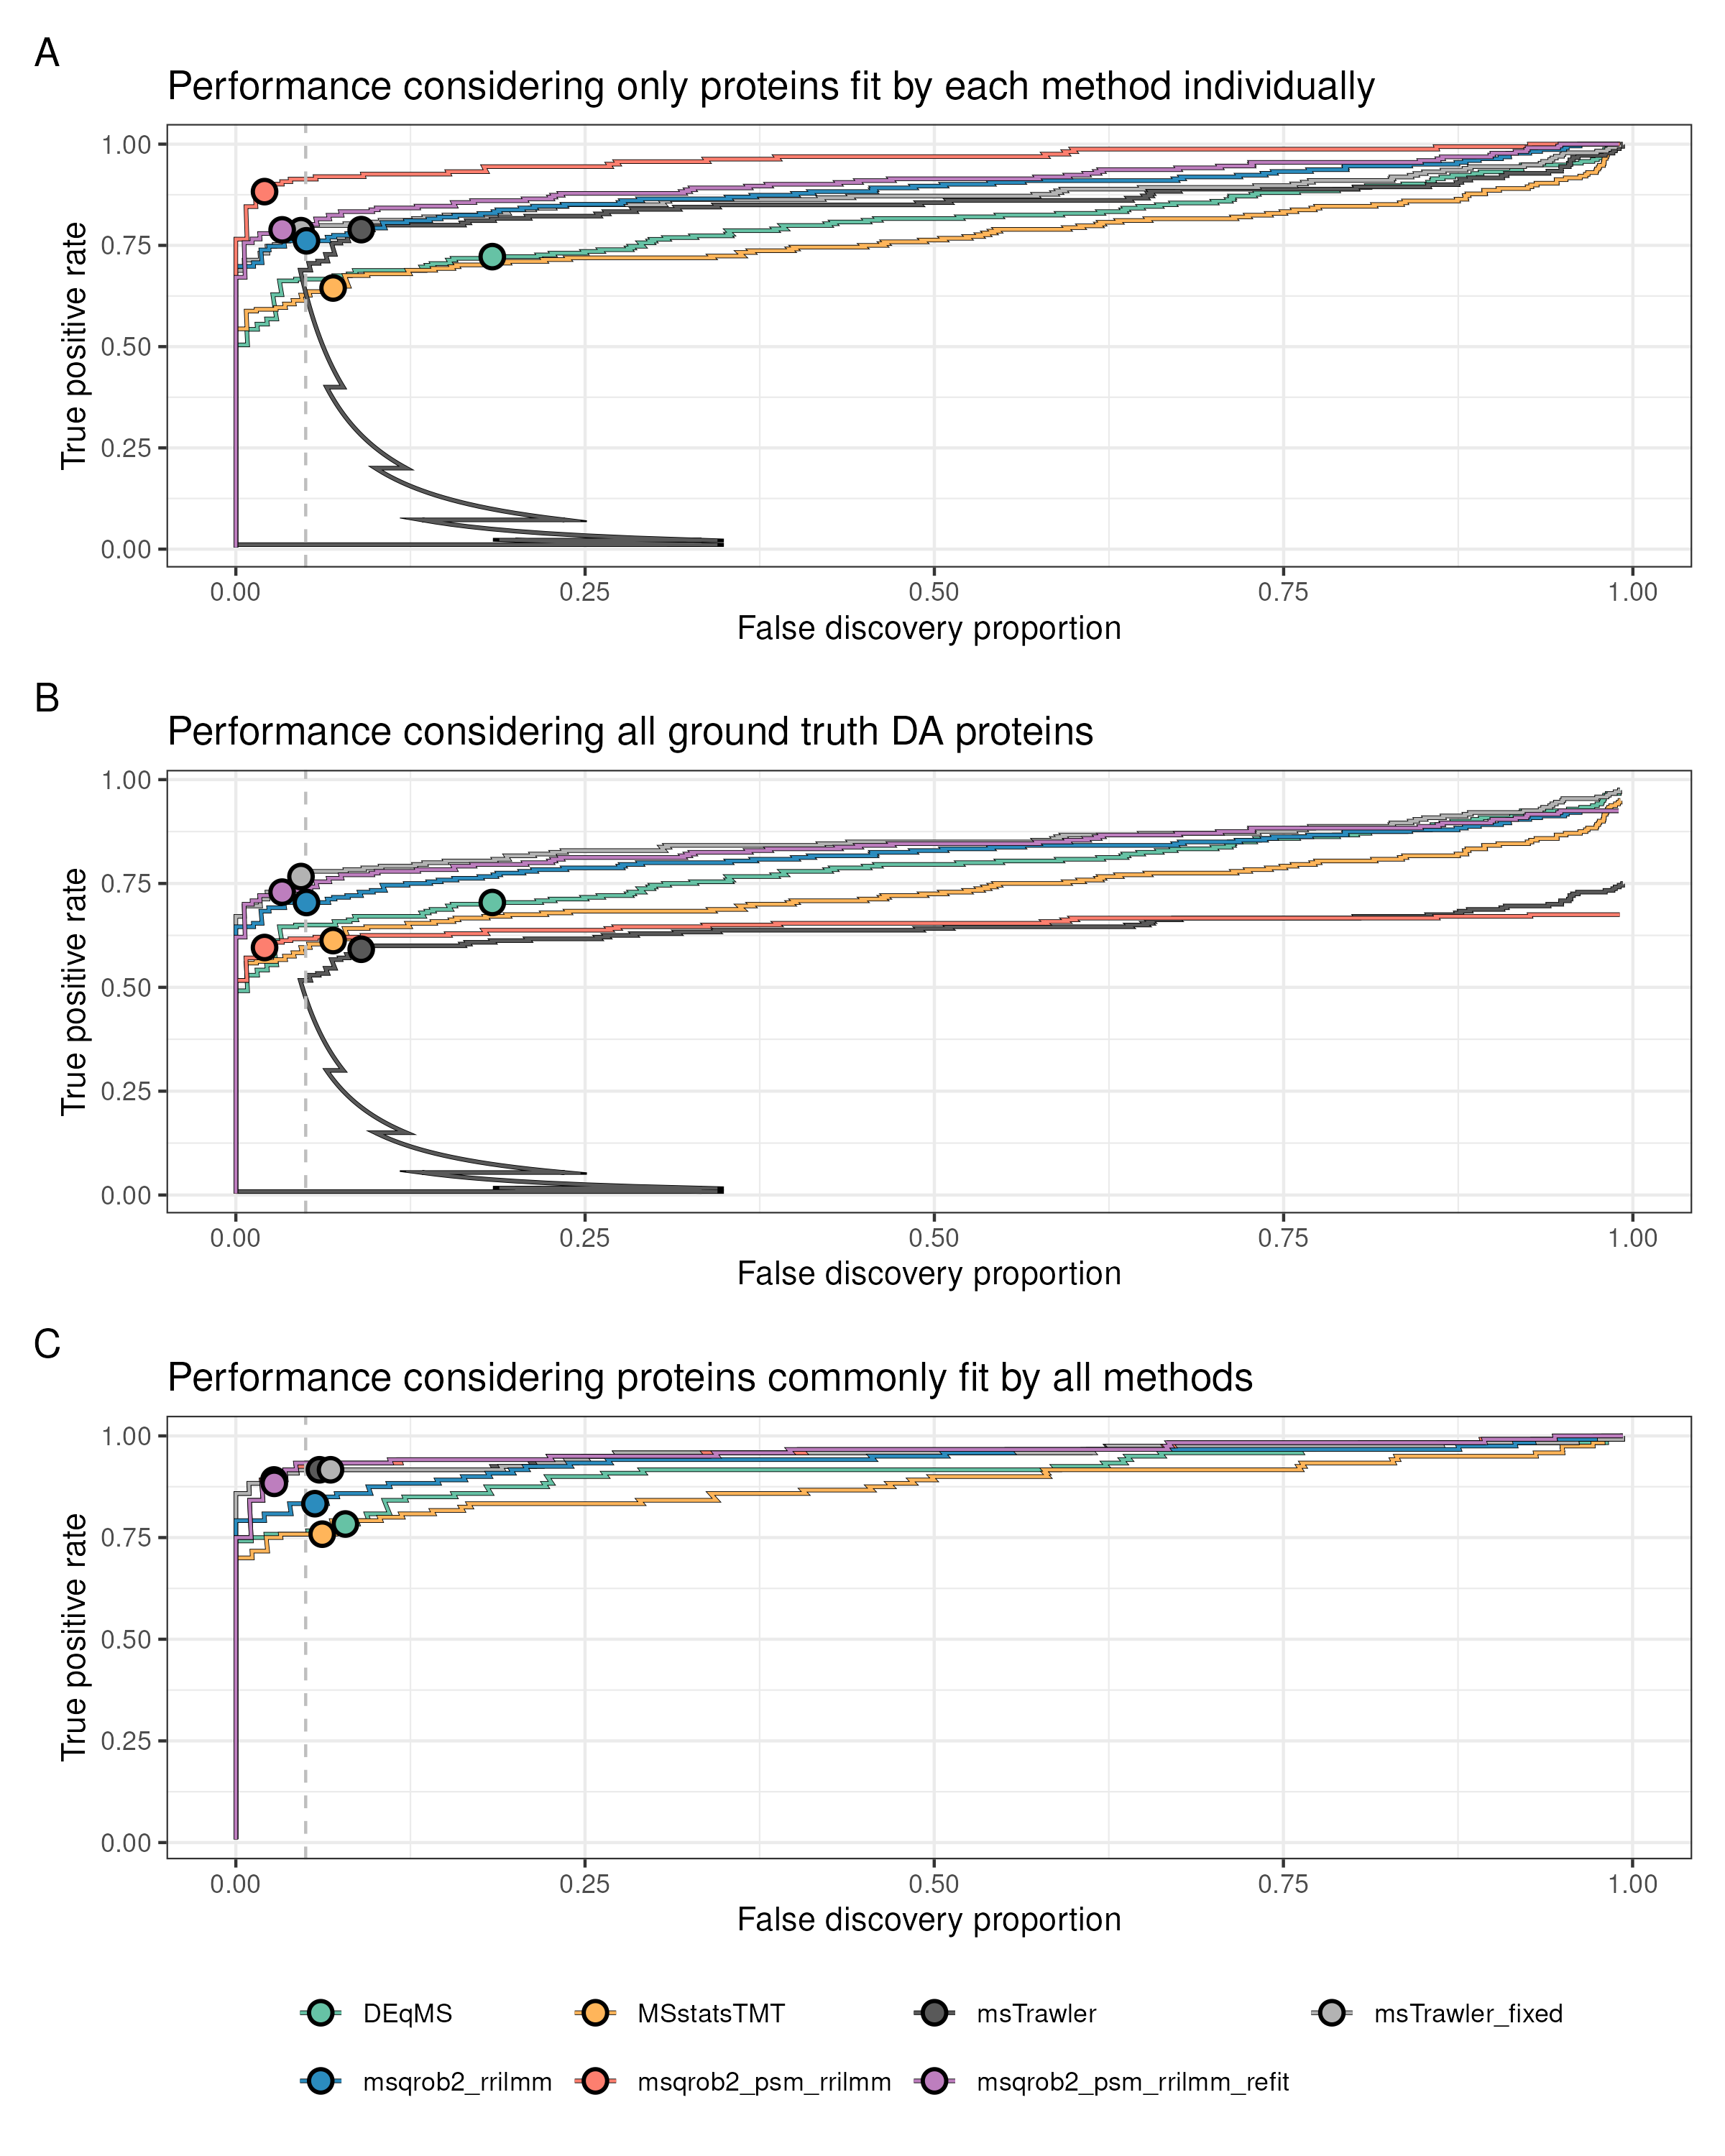 A
Performance considering only proteins fit by each method individually
True positive rate
1.00
0.75
0.50
0.25
0.00
0.00 0.25 0.50 0.75 1.00
False discovery proportion
B
Performance considering all ground truth DA proteins
True positive rate
1.00
0.75
0.50
0.25
0.00
0.00 0.25 0.50 0.75 1.00
False discovery proportion
C
Performance considering proteins commonly fit by all methods
True positive rate
1.00
0.75
0.50
0.25
0.00
0.00 0.25 0.50 0.75 1.00
False discovery proportion
DEqMS MSstatsTMT msTrawler msTrawler_fixed
msqrob2_rrilmm msqrob2_psm_rrilmm msqrob2_psm_rrilmm_refit